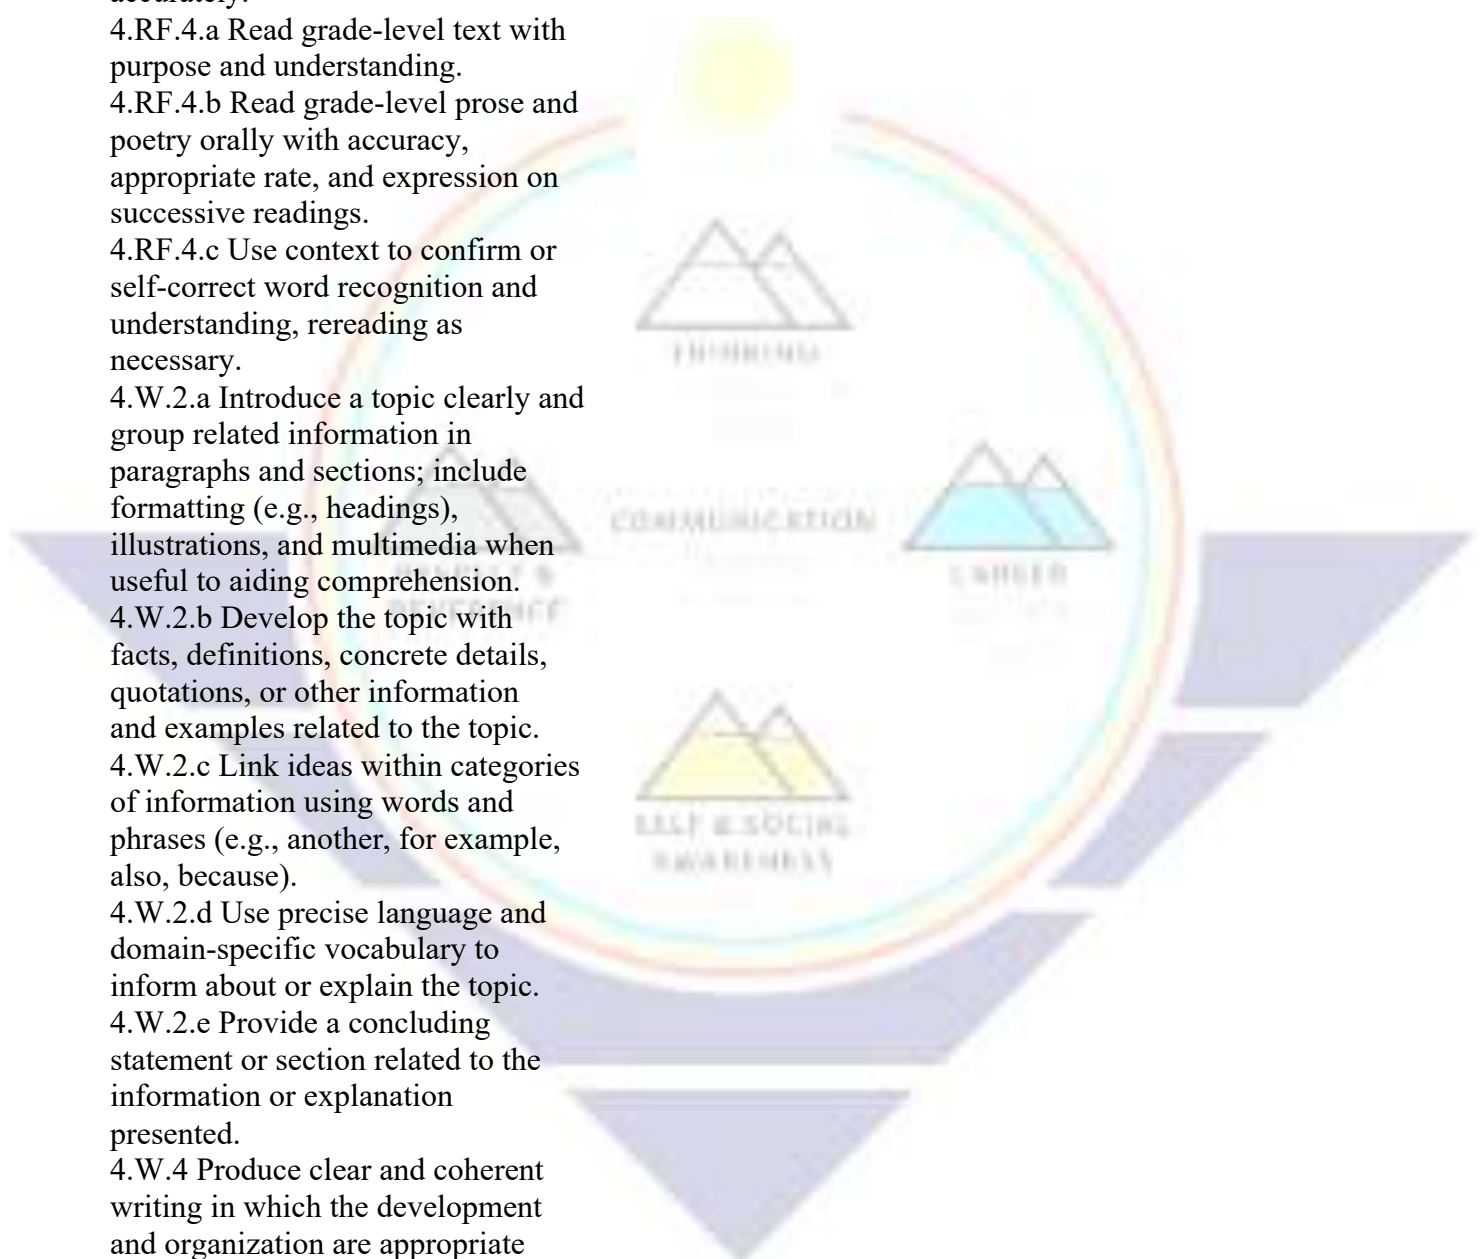 accurately.
4.RF.4.a Read grade-level text with
purpose and understanding.
4.RF.4.b Read grade-level prose and
poetry orally with accuracy,
appropriate rate, and expression on
successive readings.
4.RF.4.c Use context to confirm or
self-correct word recognition and
understanding, rereading as
necessary.
4.W.2.a Introduce a topic clearly and
group related information in
paragraphs and sections; include
formatting (e.g., headings),
illustrations, and multimedia when
useful to aiding comprehension.
4.W.2.b Develop the topic with
facts, definitions, concrete details,
quotations, or other information
and examples related to the topic.
4.W.2.c Link ideas within categories
of information using words and
phrases (e.g., another, for example,
also, because).
4.W.2.d Use precise language and
domain-specific vocabulary to
inform about or explain the topic.
4.W.2.e Provide a concluding
statement or section related to the
information or explanation
presented.
4.W.4 Produce clear and coherent
writing in which the development
and organization are appropriate
THINKING
COMMUNICATION
CAREER
REVERENCE
SELF & SOCIAL
AWARENESS